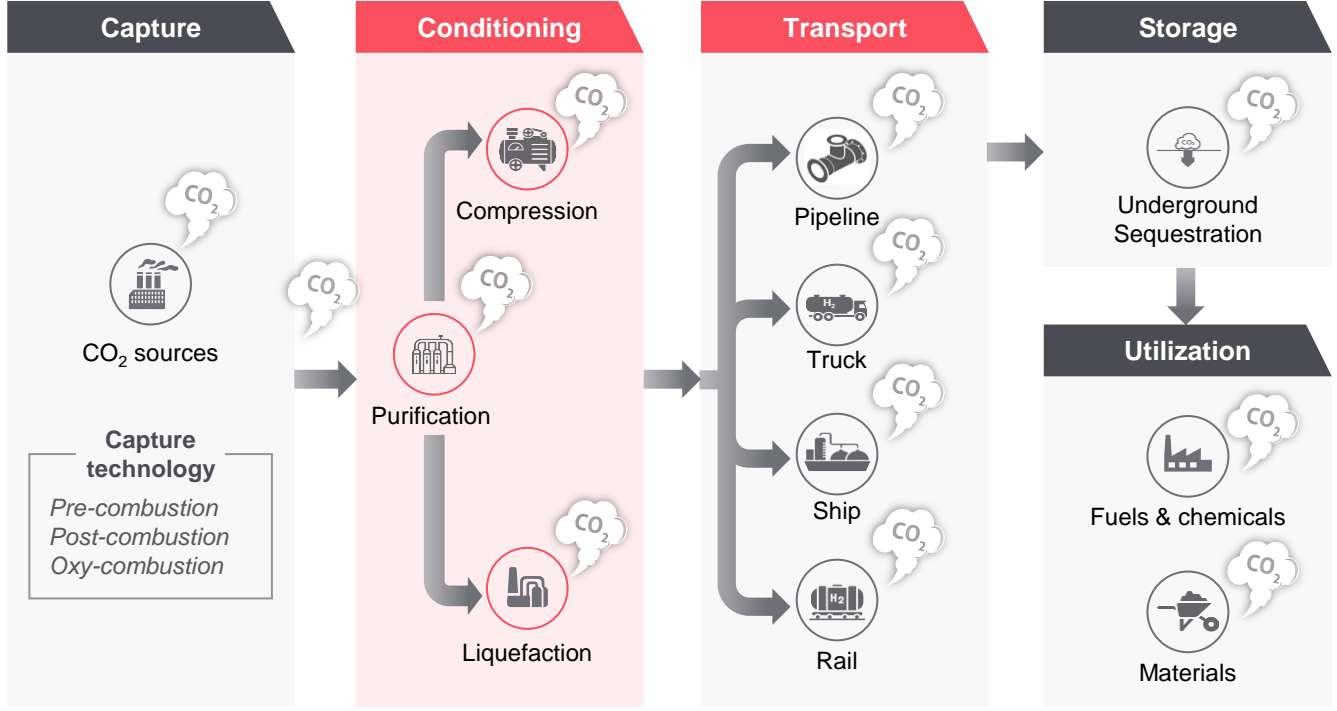 Capture
CO₂
CO₂ sources
Capture
technology
Pre-combustion
Post-combustion
Oxy-combustion
CO₂
Conditioning
CO₂
Compression
CO₂
Purification
CO₂
Liquefaction
Transport
CO₂
Pipeline
CO₂
H₂
Truck
CO₂
Ship
CO₂
H₂
Rail
Storage
CO₂
CO₂
Underground
Sequestration
Utilization
CO₂
Fuels & chemicals
CO₂
Materials